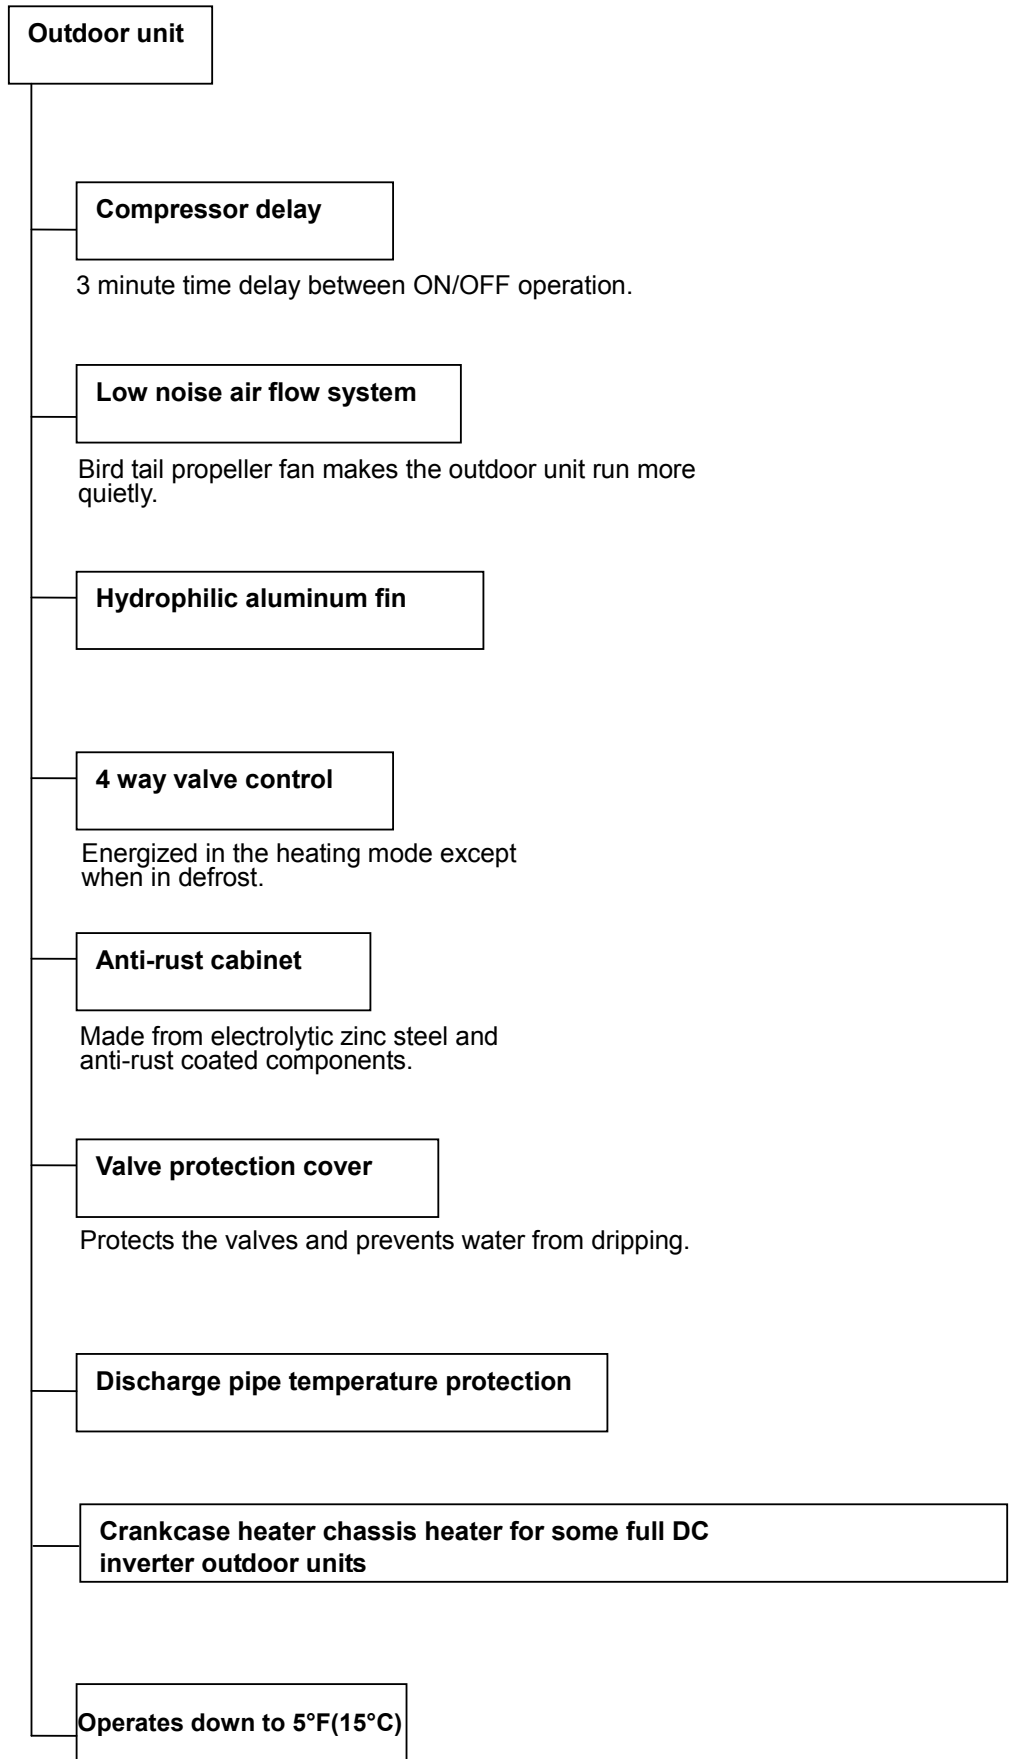 Outdoor unit
Compressor delay
3 minute time delay between ON/OFF operation.
Low noise air flow system
Bird tail propeller fan makes the outdoor unit run more
quietly.
Hydrophilic aluminum fin
4 way valve control
Energized in the heating mode except
when in defrost.
Anti-rust cabinet
Made from electrolytic zinc steel and
anti-rust coated components.
Valve protection cover
Protects the valves and prevents water from dripping.
Discharge pipe temperature protection
Crankcase heater chassis heater for some full DC
inverter outdoor units
Operates down to 5°F(15°C)